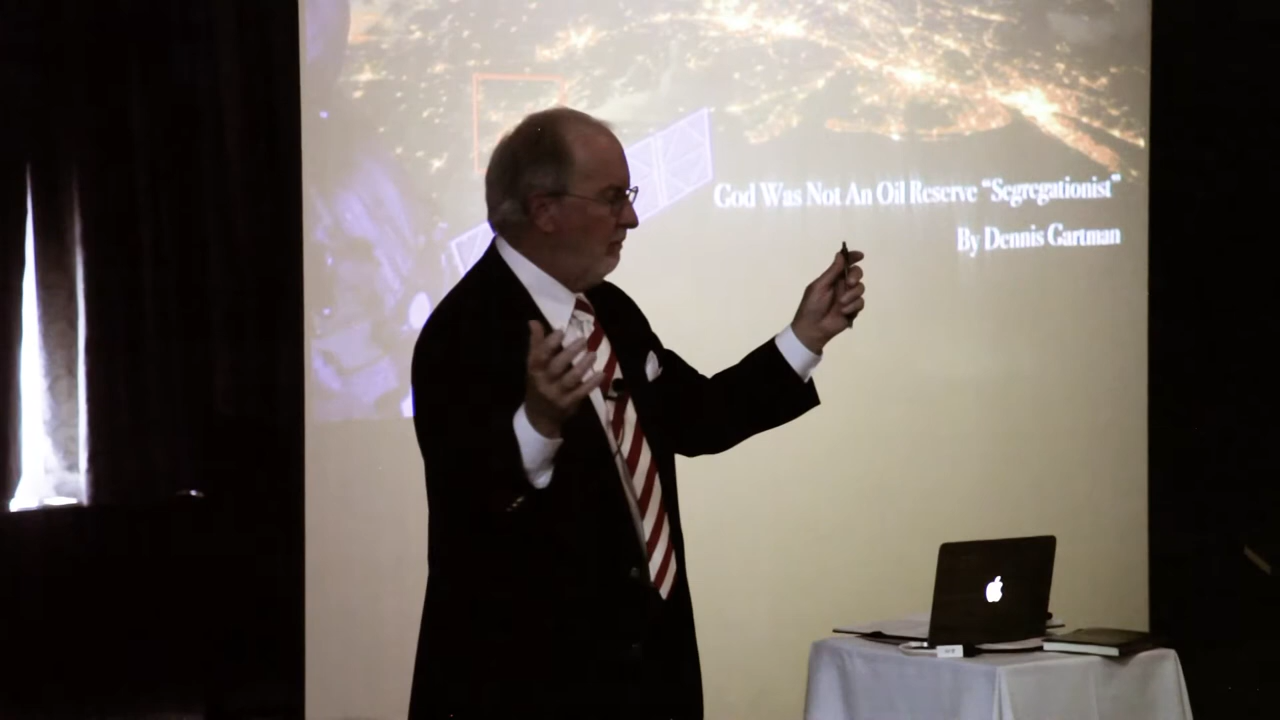 God Was Not An Oil Reserve “Segregationist”
By Dennis Gartman